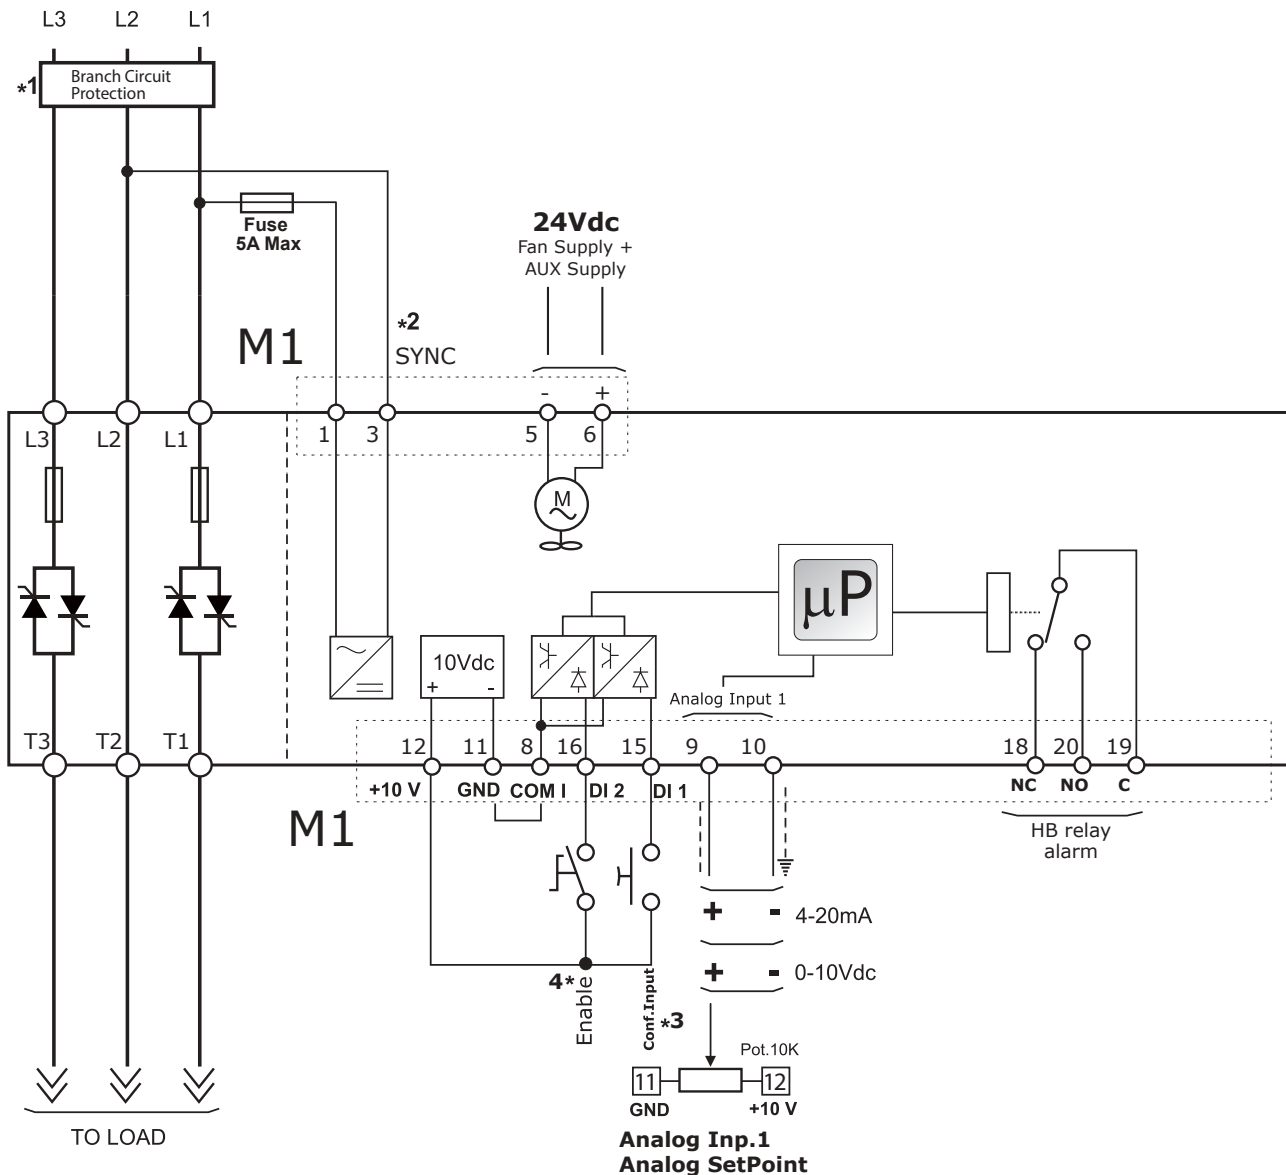 L3 L2 L1
*1
Branch Circuit
Protection
Fuse
5A Max
24Vdc
Fan Supply +
AUX Supply
M1
*2
SYNC
- +
L3 L2 L1 1 3 5 6
M
µP
10Vdc
+ -
Analog Input 1
T3 T2 T1 12 11 8 16 15 9 10 18 20 19
+10 V GND COM I DI 2 DI 1 NC NO C
M1
HB relay
alarm
+ - 4-20mA
+ - 0-10Vdc
4*
Enable
Conf.Input
*3
Pot.10K
11 12
GND +10 V
TO LOAD
Analog Inp.1
Analog SetPoint